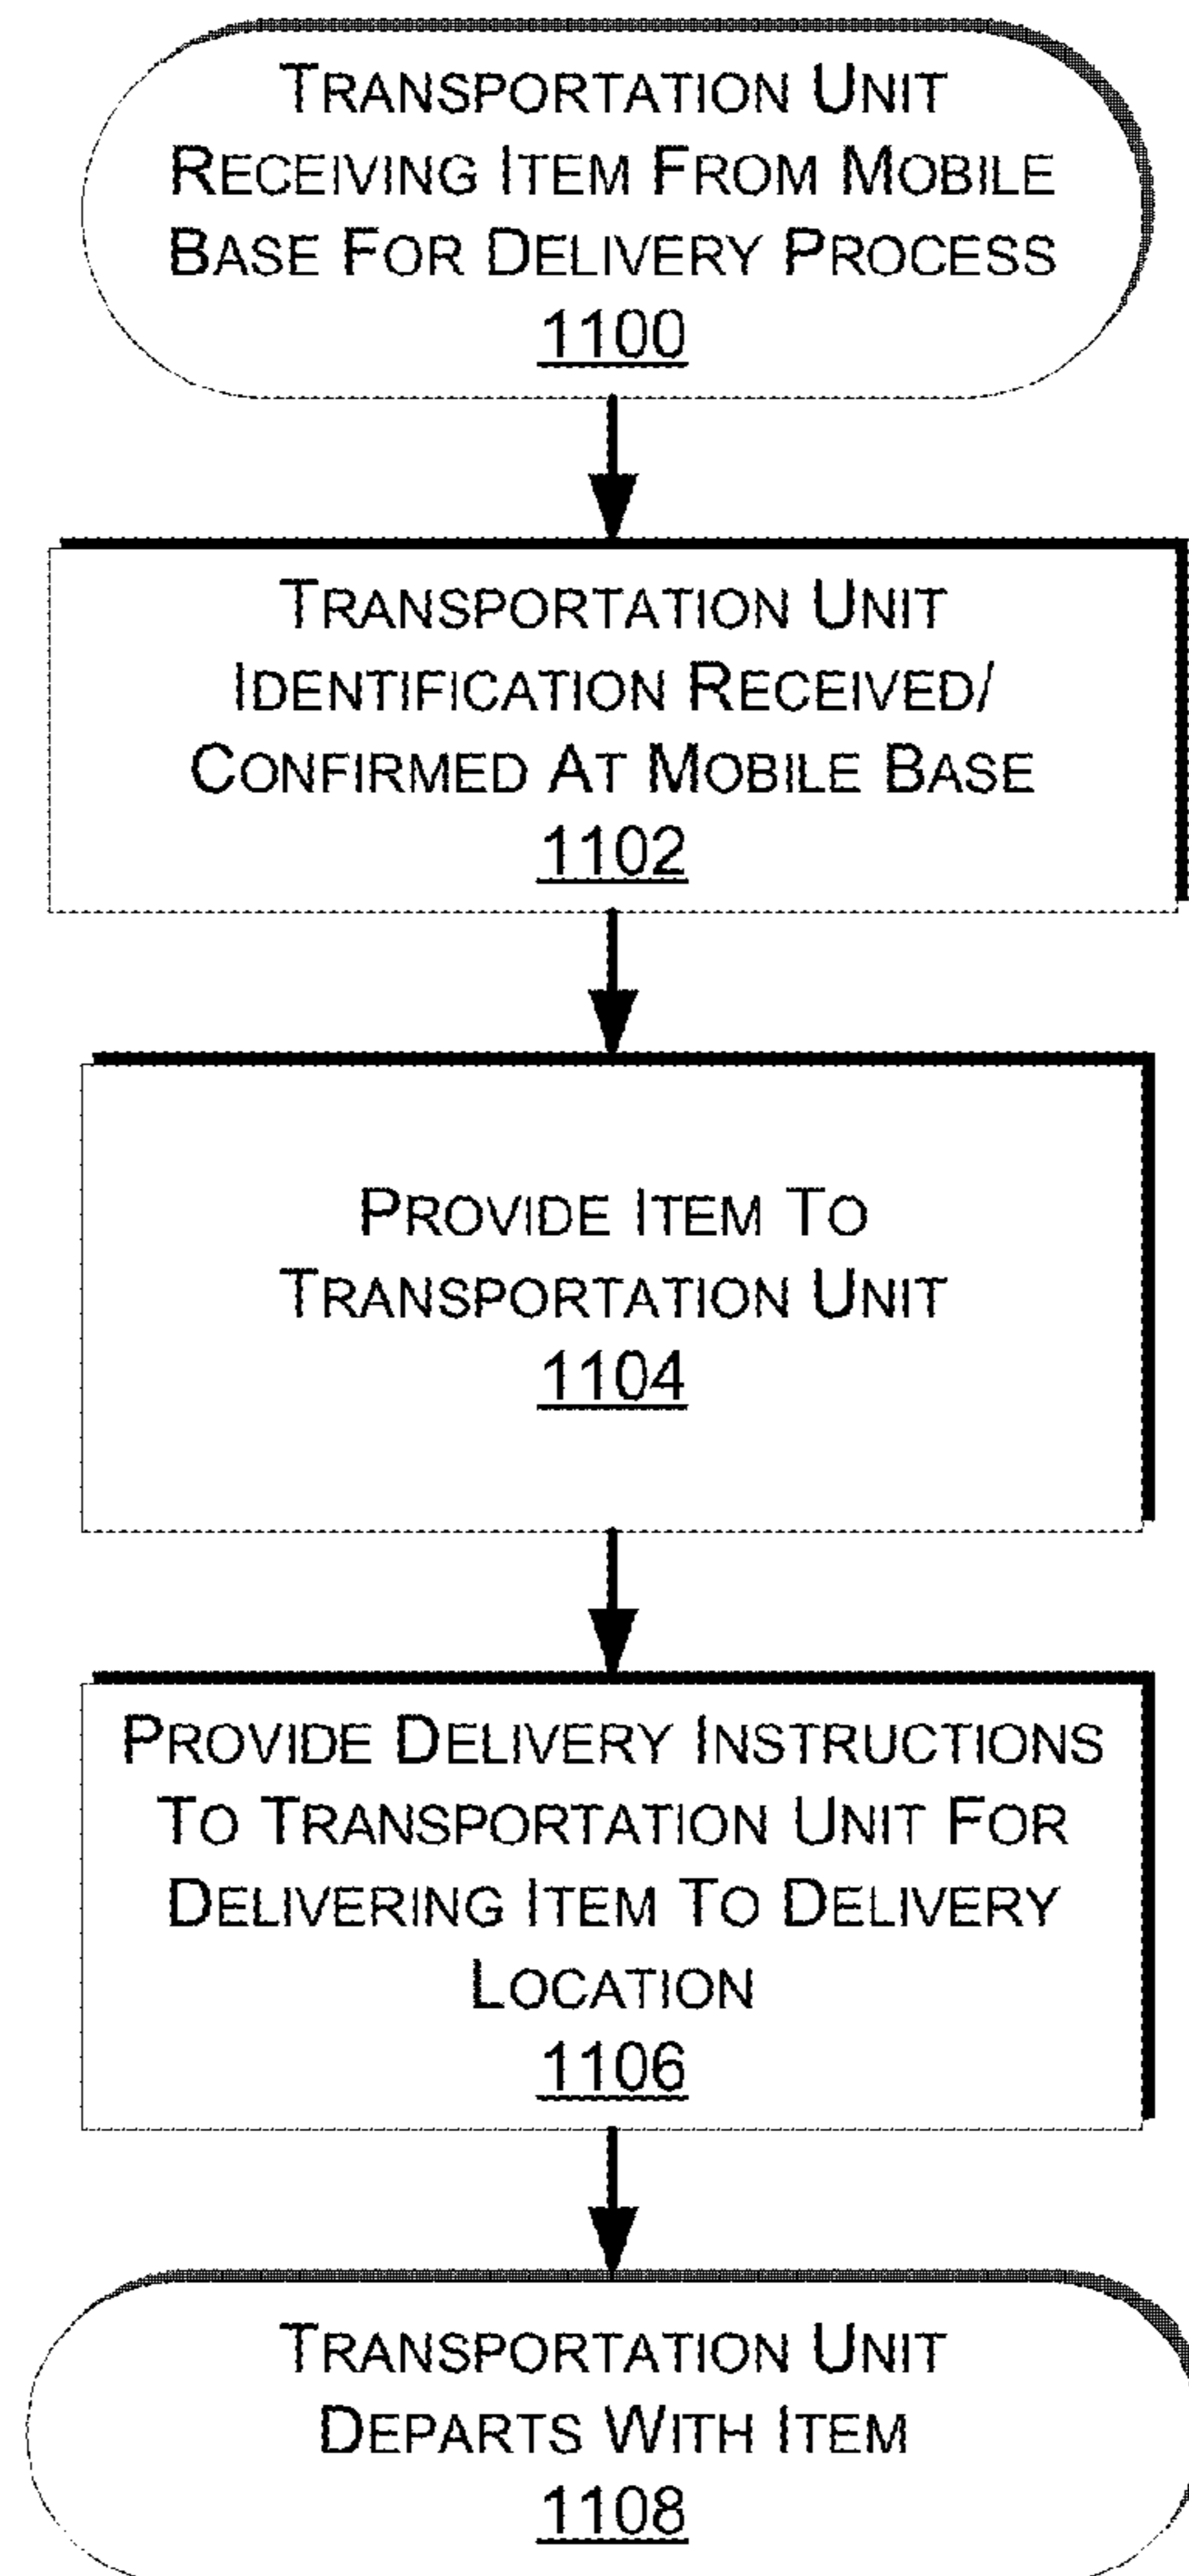 TRANSPORTATION UNIT
RECEIVING ITEM FROM MOBILE
BASE FOR DELIVERY PROCESS
1100
TRANSPORTATION UNIT
IDENTIFICATION RECEIVED/
CONFIRMED AT MOBILE BASE
1102
PROVIDE ITEM TO
TRANSPORTATION UNIT
1104
PROVIDE DELIVERY INSTRUCTIONS
TO TRANSPORTATION UNIT FOR
DELIVERING ITEM TO DELIVERY
LOCATION
1106
TRANSPORTATION UNIT
DEPARTS WITH ITEM
1108